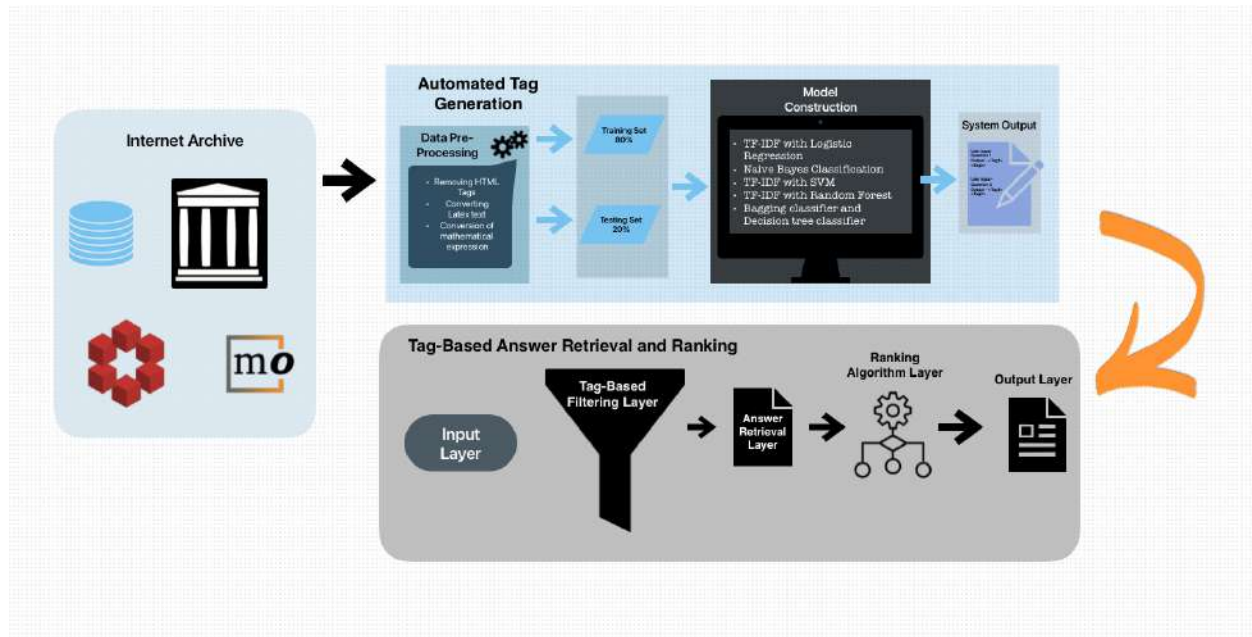 Internet Archive
mo
Automated Tag
Generation
Data Pre-
Processing
- Removing HTML
Tags
- Converting
Latex text
- Conversion of
mathematical
expression
Training Set
80%
Testing Set
20%
Model
Construction
- TF-IDF with Logistic
Regression
- Naive Bayes Classification
- TF-IDF with SVM
- TF-IDF with Random Forest
- Bagging classifier and
Decision tree classifier
System Output
Tag-Based Answer Retrieval and Ranking
Input
Layer
Tag-Based
Filtering Layer
Answer
Retrieval
Layer
Ranking
Algorithm Layer
Output Layer